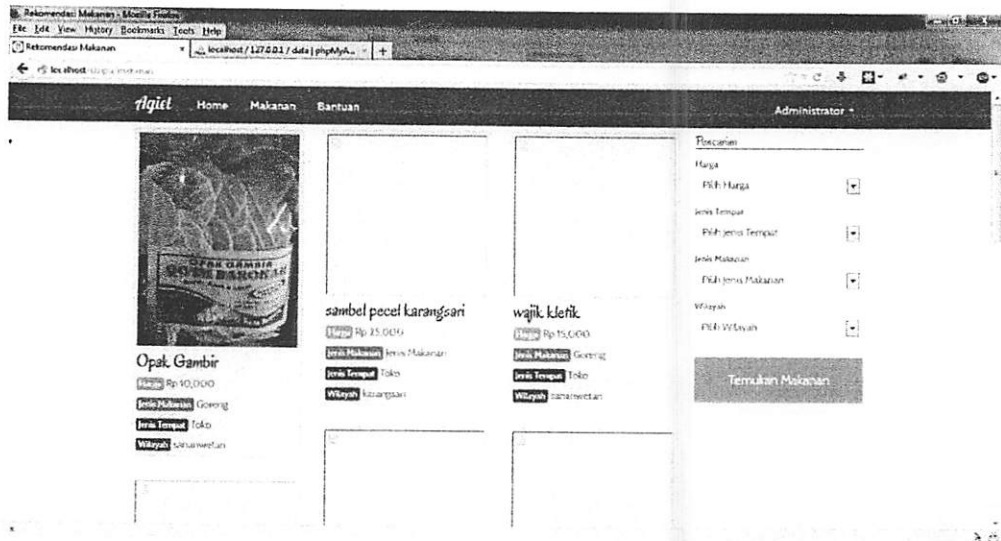 Rekomendasi Makanan - Mozilla Firefox
File Edit View History Bookmarks Tools Help
Rekomendasi Makanan × localhost / 127.0.0.1 / data | phpMyA... × +
localhost
Agiel Home Makanan Bantuan Administrator
OPAK GAMBIR
Opak Gambir
Harga Rp 10,000
Jenis Makanan Goreng
Jenis Tempat Toko
Wilayah sananwetan
sambel pecel karangsari
Harga Rp 25,000
Jenis Makanan Jenis Makanan
Jenis Tempat Toko
Wilayah karangsari
wajik kletik
Harga Rp 15,000
Jenis Makanan Goreng
Jenis Tempat Toko
Wilayah sananwetan
Pencarian
Harga
Pilih Harga
Jenis Tempat
Pilih Jenis Tempat
Jenis Makanan
Pilih Jenis Makanan
Wilayah
Pilih Wilayah
Temukan Makanan